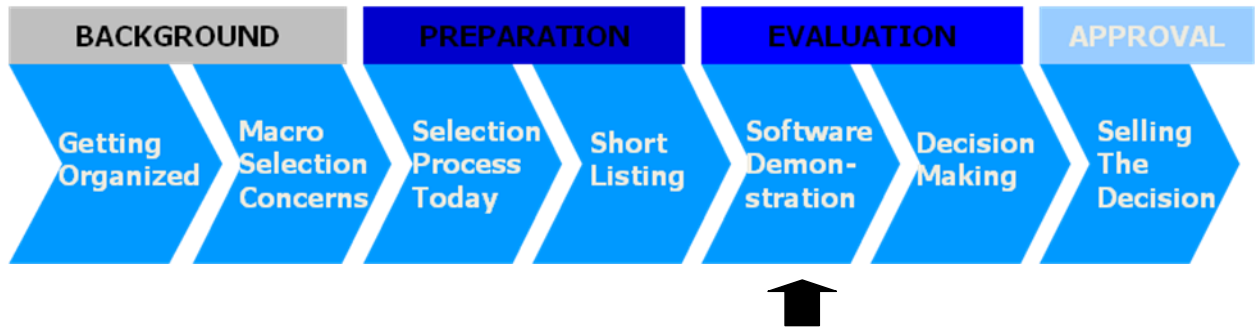 BACKGROUND
PREPARATION
EVALUATION
APPROVAL
Getting
Organized
Macro
Selection
Concerns
Selection
Process
Today
Short
Listing
Software
Demon-
stration
Decision
Making
Selling
The
Decision